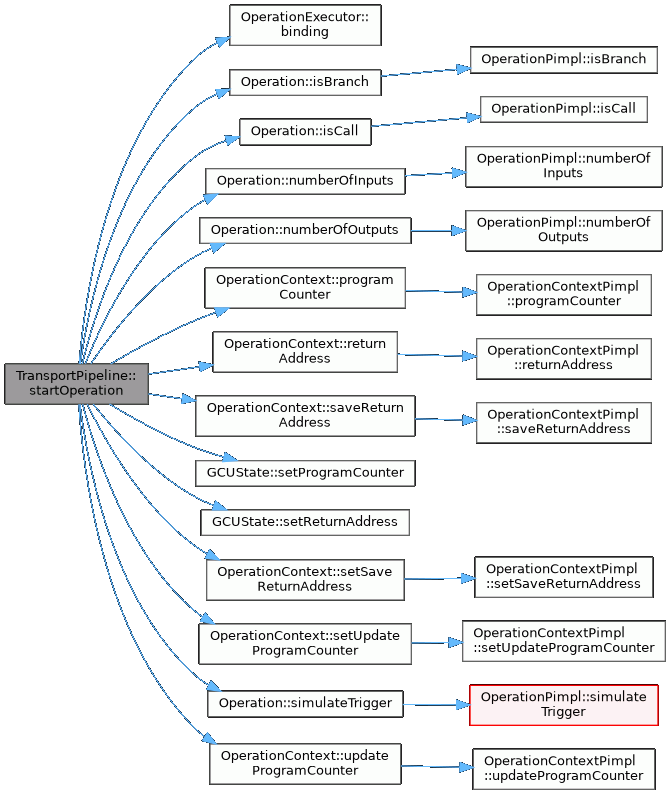 OperationExecutor::
binding
Operation::isBranch
OperationPimpl::isBranch
Operation::isCall
OperationPimpl::isCall
Operation::numberOfInputs
OperationPimpl::numberOf
Inputs
Operation::numberOfOutputs
OperationPimpl::numberOf
Outputs
OperationContext::program
Counter
OperationContextPimpl
::programCounter
OperationContext::return
Address
OperationContextPimpl
::returnAddress
TransportPipeline::
startOperation
OperationContext::saveReturn
Address
OperationContextPimpl
::saveReturnAddress
GCUState::setProgramCounter
GCUState::setReturnAddress
OperationContext::setSave
ReturnAddress
OperationContextPimpl
::setSaveReturnAddress
OperationContext::setUpdate
ProgramCounter
OperationContextPimpl
::setUpdateProgramCounter
Operation::simulateTrigger
OperationPimpl::simulate
Trigger
OperationContext::update
ProgramCounter
OperationContextPimpl
::updateProgramCounter